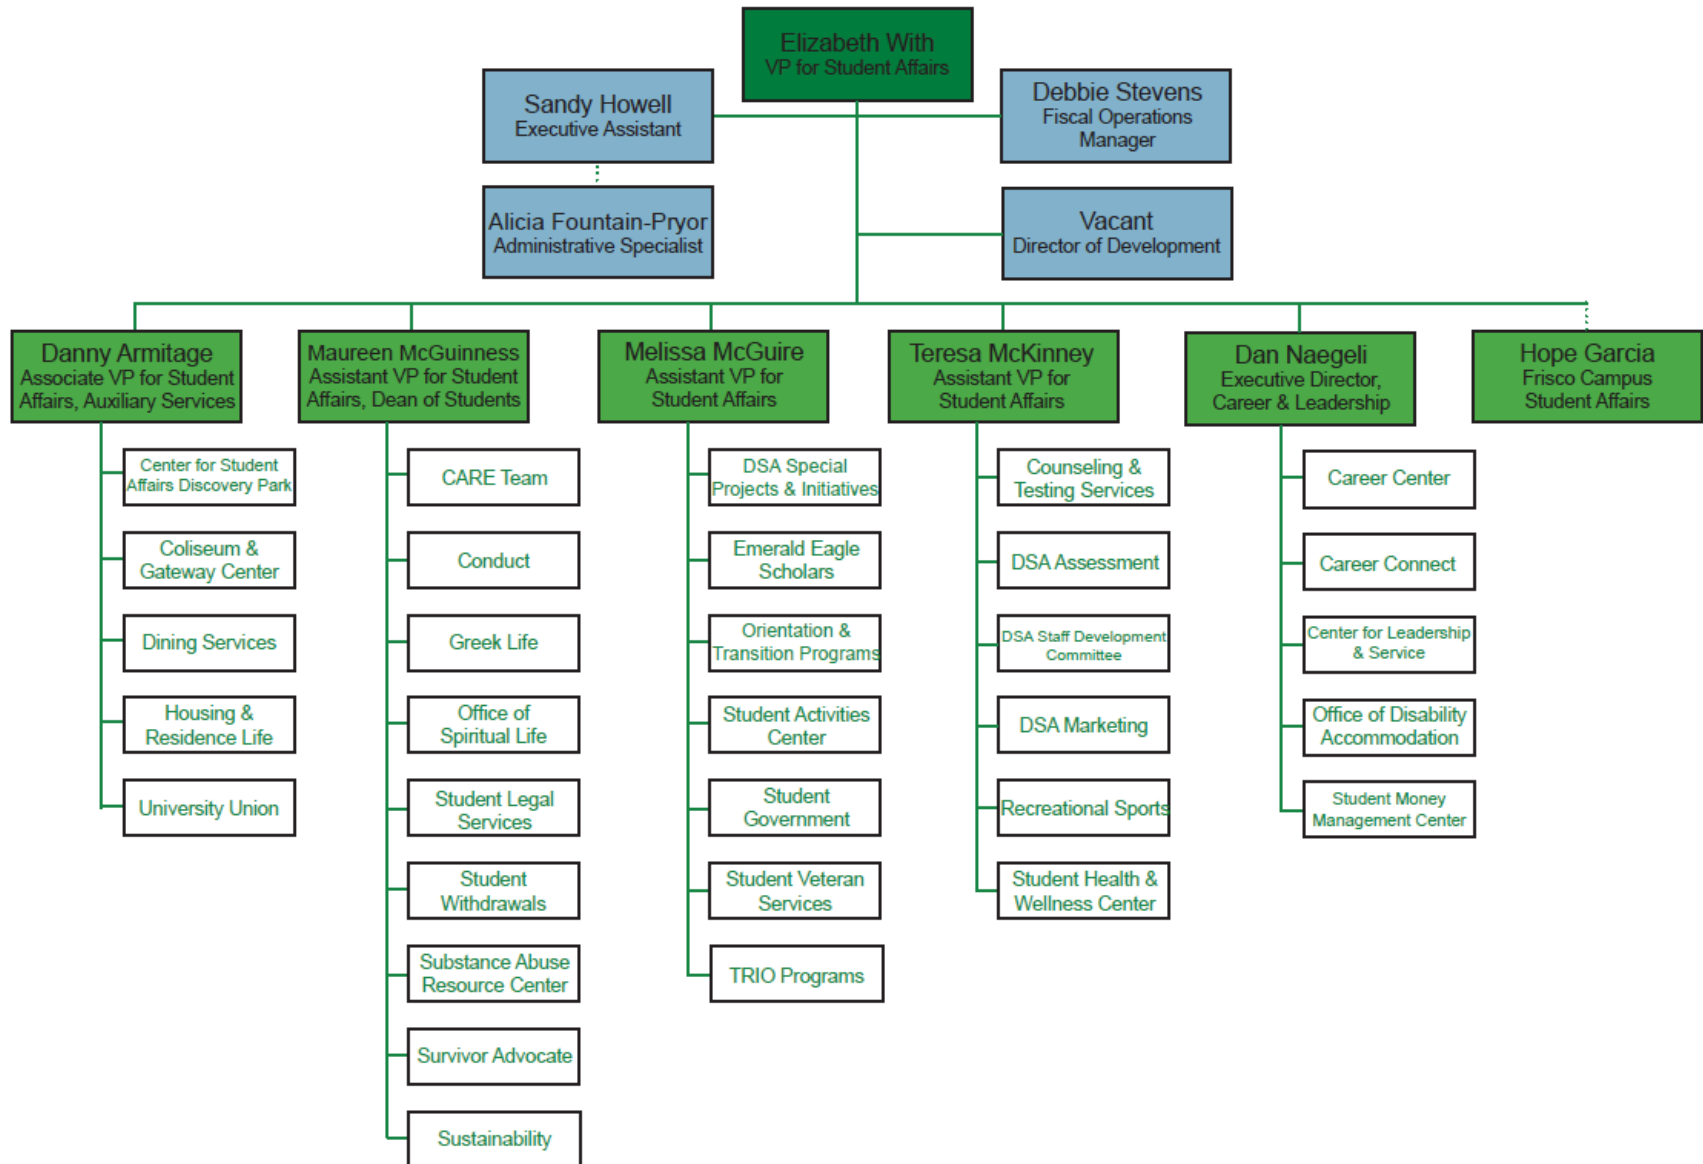 Elizabeth With
VP for Student Affairs
Sandy Howell
Executive Assistant
Debbie Stevens
Fiscal Operations
Manager
Alicia Fountain-Pryor
Administrative Specialist
Vacant
Director of Development
Danny Armitage
Associate VP for Student
Affairs, Auxiliary Services
Maureen McGuinness
Assistant VP for Student
Affairs, Dean of Students
Melissa McGuire
Assistant VP for
Student Affairs
Teresa McKinney
Assistant VP for
Student Affairs
Dan Naegeli
Executive Director,
Career & Leadership
Hope Garcia
Frisco Campus
Student Affairs
Center for Student
Affairs Discovery Park
Coliseum &
Gateway Center
Dining Services
Housing &
Residence Life
University Union
CARE Team
Conduct
Greek Life
Office of
Spiritual Life
Student Legal
Services
Student
Withdrawals
Substance Abuse
Resource Center
Survivor Advocate
Sustainability
DSA Special
Projects & Initiatives
Emerald Eagle
Scholars
Orientation &
Transition Programs
Student Activities
Center
Student
Government
Student Veteran
Services
TRIO Programs
Counseling &
Testing Services
DSA Assessment
DSA Staff Development
Committee
DSA Marketing
Recreational Sports
Student Health &
Wellness Center
Career Center
Career Connect
Center for Leadership
& Service
Office of Disability
Accommodation
Student Money
Management Center